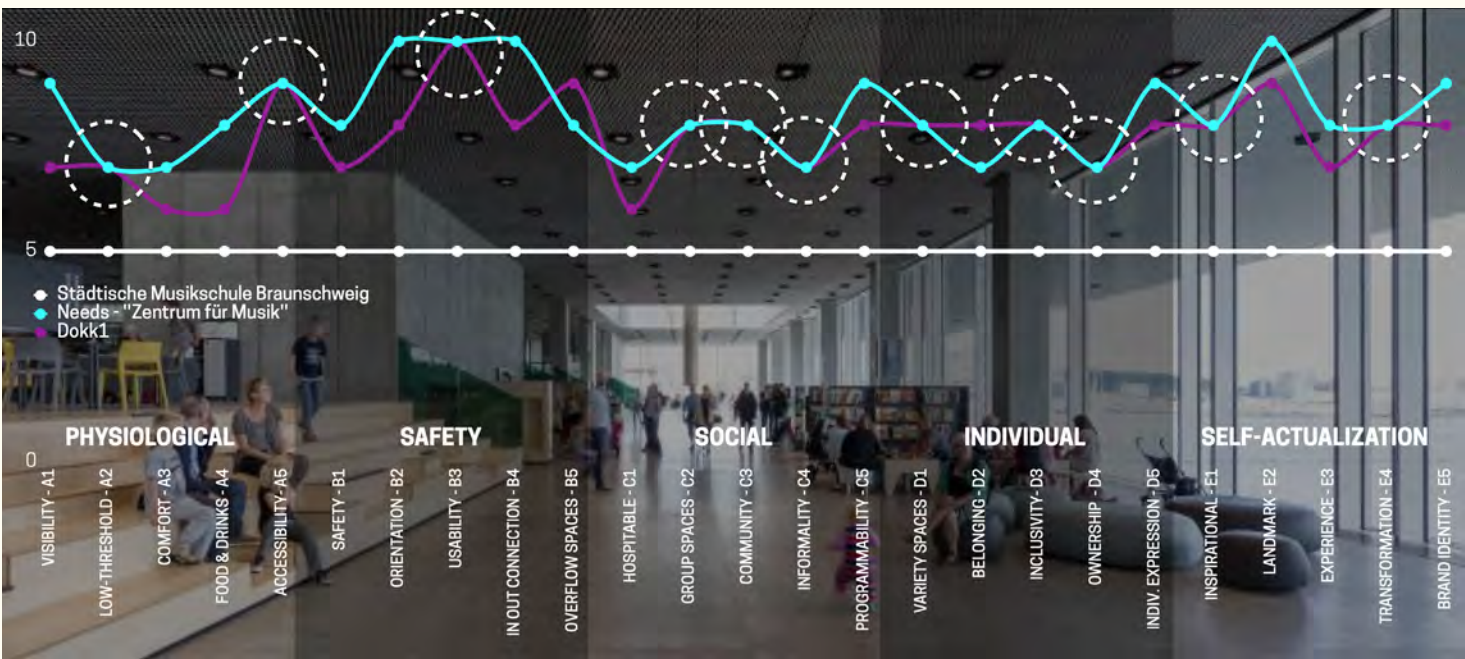 10
5
Städtische Musikschule Braunschweig
Needs - "Zentrum für Musik"
Dokk1
PHYSIOLOGICAL
SAFETY
SOCIAL
INDIVIDUAL
SELF-ACTUALIZATION
0
VISIBILITY - A1
LOW-THRESHOLD - A2
COMFORT - A3
FOOD & DRINKS - A4
ACCESSIBILITY - A5
SAFETY - B1
ORIENTATION - B2
USABILITY - B3
IN OUT CONNECTION - B4
OVERFLOW SPACES - B5
HOSPITABLE - C1
GROUP SPACES - C2
COMMUNITY - C3
INFORMALITY - C4
PROGRAMMABILITY - C5
VARIETY SPACES - D1
BELONGING - D2
INCLUSIVITY - D3
OWNERSHIP - D4
INDIV. EXPRESSION - D5
INSPIRATIONAL - E1
LANDMARK - E2
EXPERIENCE - E3
TRANSFORMATION - E4
BRAND IDENTITY - E5